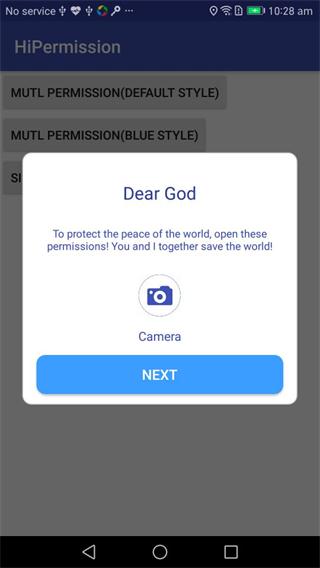 No service 10:28 am
HiPermission
MUTL PERMISSION(DEFAULT STYLE)
MUTL PERMISSION(BLUE STYLE)
SI
Dear God
To protect the peace of the world, open these
permissions! You and I together save the world!
Camera
NEXT